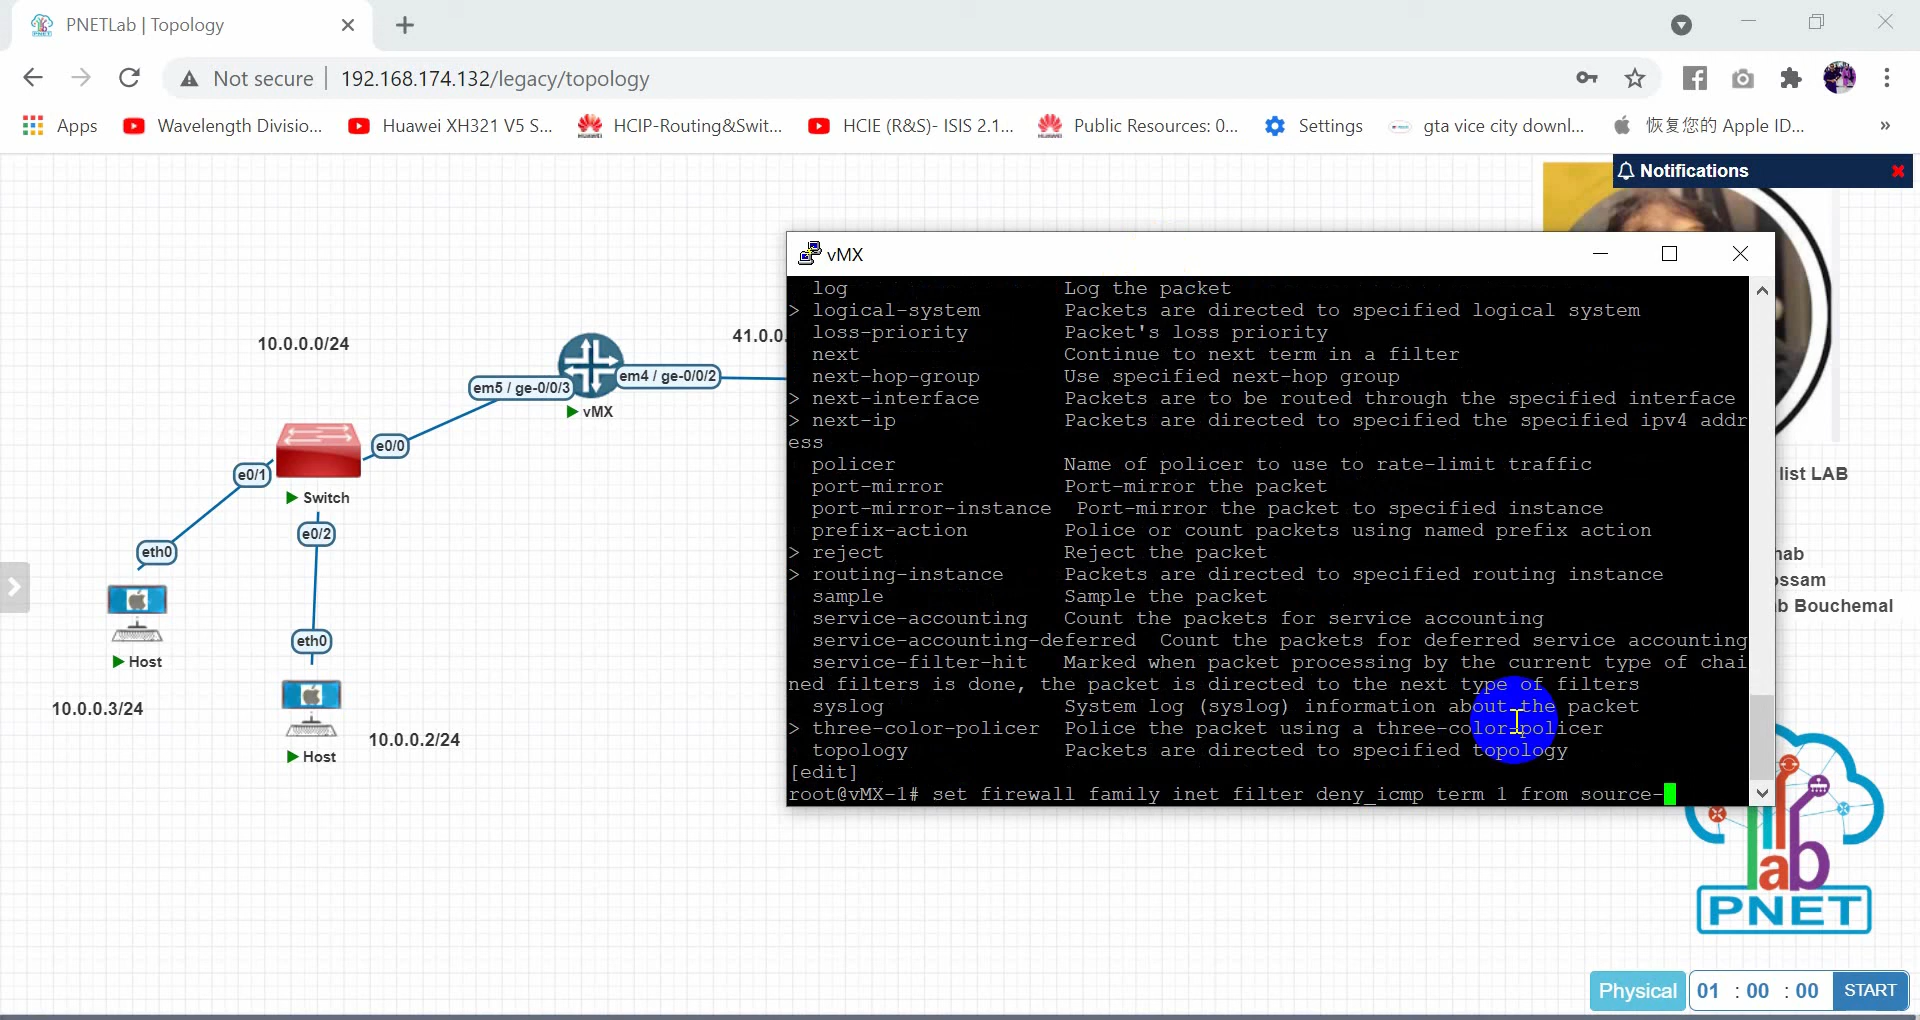 PNETLab | Topology
Not secure | 192.168.174.132/legacy/topology
Apps
Wavelength Divisio...
Huawei XH321 V5 S...
HCIP-Routing&Swit...
HCIE (R&S)- ISIS 2.1...
Public Resources: 0...
Settings
gta vice city downl...
恢复您的 Apple ID...
»
Notifications
10.0.0.0/24
41.0.0.
em5 / ge-0/0/3
em4 / ge-0/0/2
vMX
e0/0
e0/1
Switch
e0/2
eth0
eth0
Host
10.0.0.3/24
Host
10.0.0.2/24
vMX
log Log the packet
> logical-system Packets are directed to specified logical system
loss-priority Packet's loss priority
next Continue to next term in a filter
next-hop-group Use specified next-hop group
> next-interface Packets are to be routed through the specified interface
> next-ip Packets are directed to specified the specified ipv4 addr
ess
policer Name of policer to use to rate-limit traffic
port-mirror Port-mirror the packet
port-mirror-instance Port-mirror the packet to specified instance
prefix-action Police or count packets using named prefix action
> reject Reject the packet
> routing-instance Packets are directed to specified routing instance
sample Sample the packet
service-accounting Count the packets for service accounting
service-accounting-deferred Count the packets for deferred service accounting
service-filter-hit Marked when packet processing by the current type of chai
ned filters is done, the packet is directed to the next type of filters
syslog System log (syslog) information about the packet
> three-color-policer Police the packet using a three-color-policer
topology Packets are directed to specified topology
[edit]
root@vMX-1# set firewall family inet filter deny_icmp term 1 from source-
list LAB
ab Bouchemal
lab
PNET
Physical
01 : 00 : 00
START